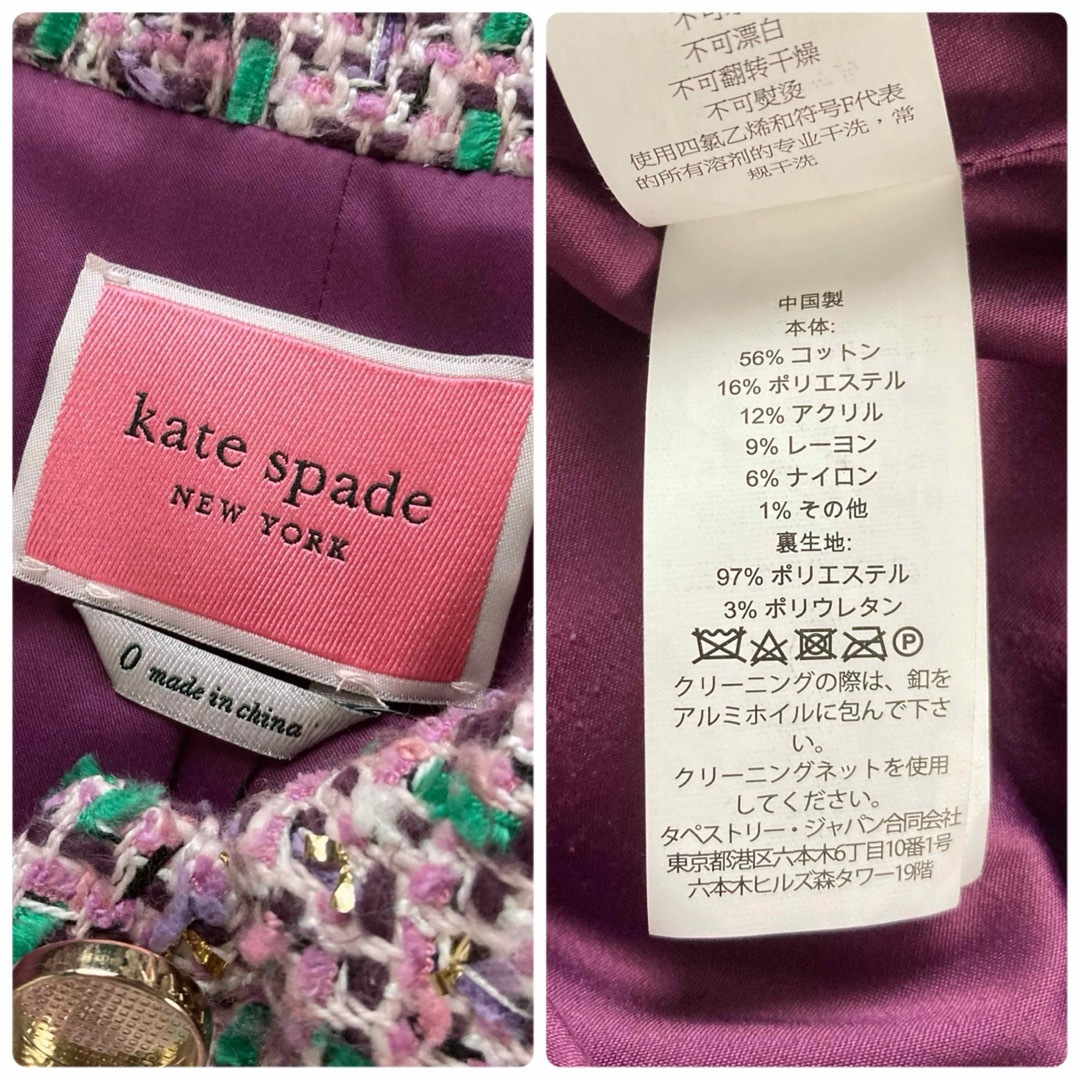 kate spade
NEW YORK
0 made in china
不可漂白
不可翻转干燥
不可熨烫
使用四氯乙烯和符号F代表
的所有溶剂的专业干洗，常
规干洗
中国製
本体:
56% コットン
16% ポリエステル
12% アクリル
9% レーヨン
6% ナイロン
1% その他
裏生地:
97% ポリエステル
3% ポリウレタン
P
クリーニングの際は、釦を
アルミホイルに包んで下さ
い。
クリーニングネットを使用
してください。
タペストリー・ジャパン合同会社
東京都港区六本木6丁目10番1号
六本木ヒルズ森タワー19階